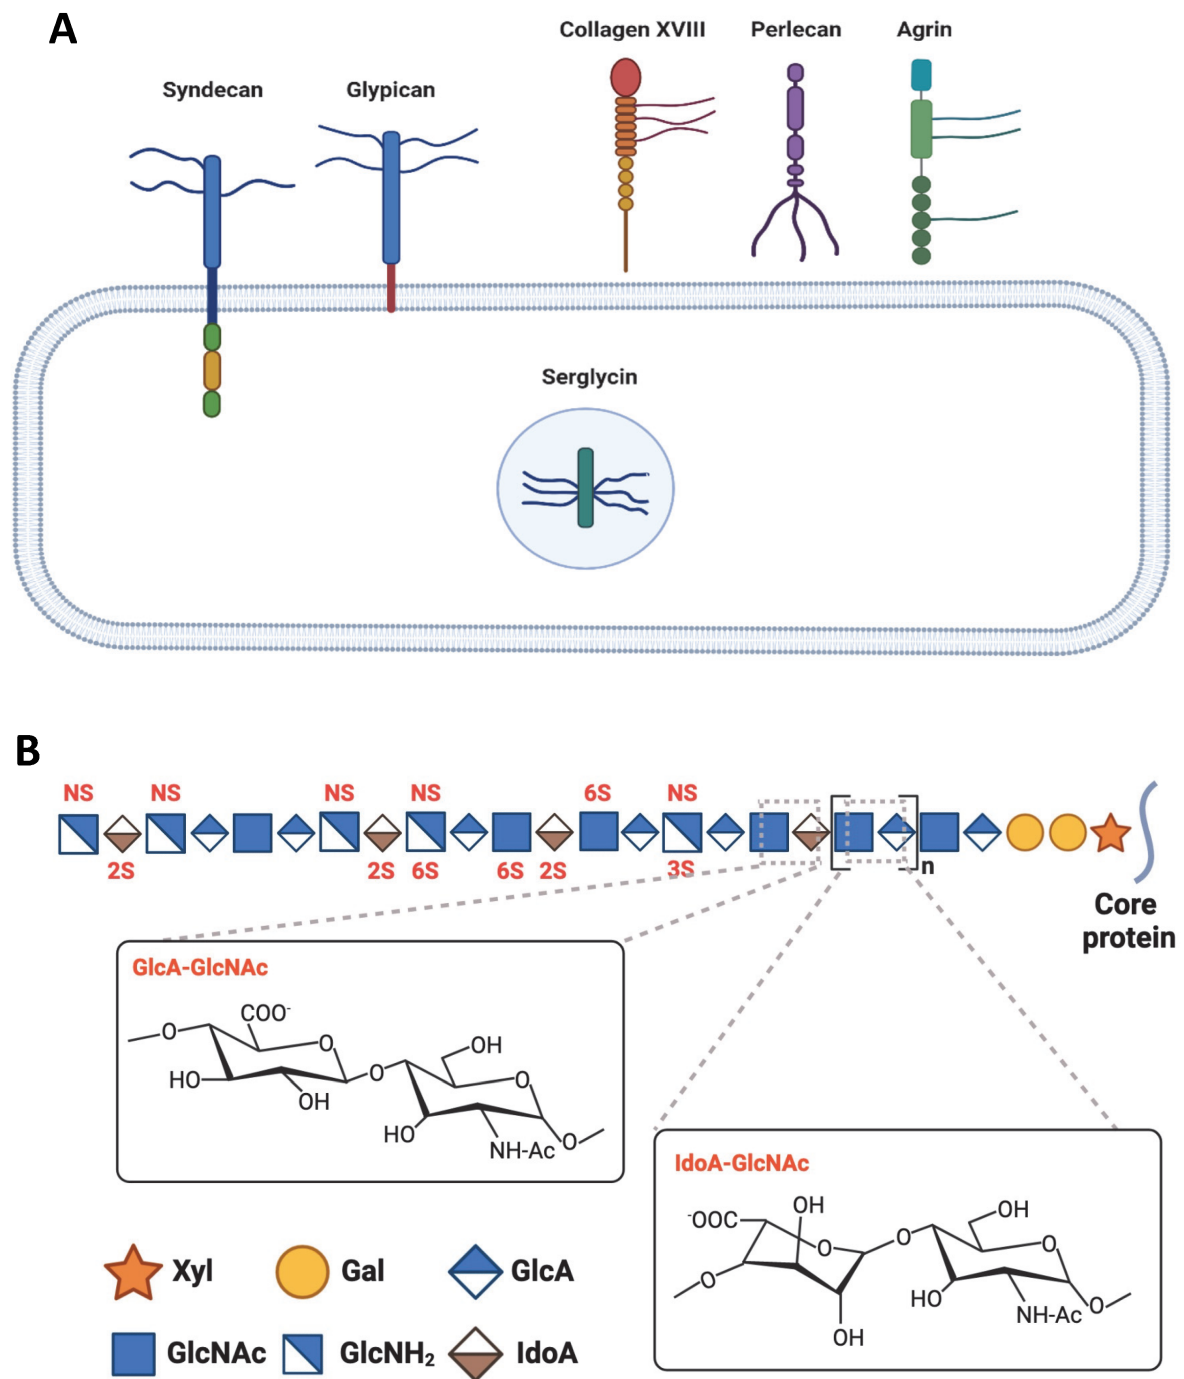 A
Collagen XVIII Perlecan Agrin
Syndecan Glypican
Serglycin
B
NS NS NS NS 6S NS
2S 2S 6S 6S 2S 3S n
Core
protein
GlcA-GlcNAc
COO-
O O OH
HO O O
OH
HO
NH-Ac O
IdoA-GlcNAc
OH
-OOC OH
O O O
O HO
NH-Ac O
OH
Xyl Gal GlcA
GlcNAc GlcNH₂ IdoA